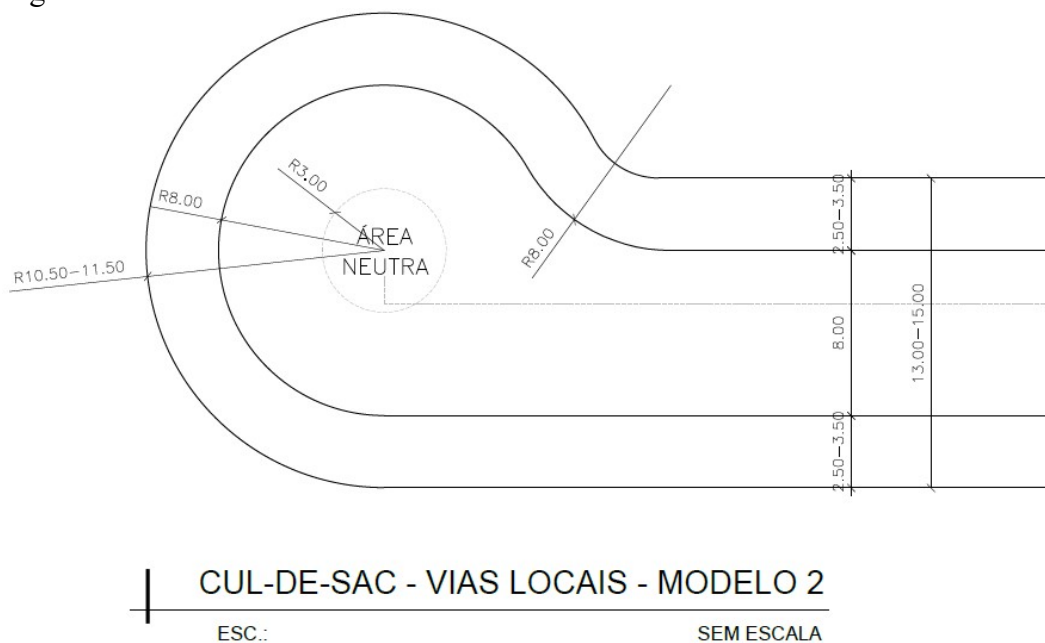 R3.00
R8.00
R10.50-11.50
ÁREA
NEUTRA
R8.00
2.50-3.50
8.00
2.50-3.50
13.00-15.00
CUL-DE-SAC - VIAS LOCAIS - MODELO 2
ESC.: SEM ESCALA